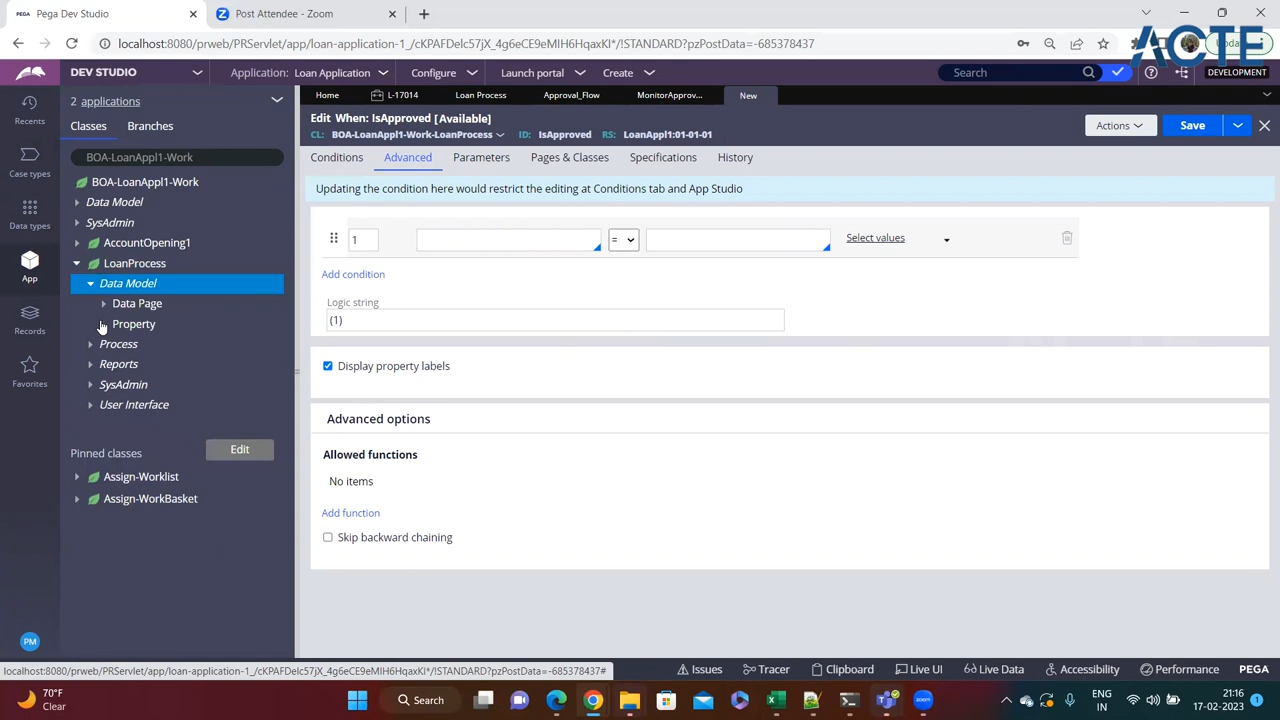 PEGA Pega Dev Studio
Post Attendee - Zoom
localhost:8080/prweb/PRServlet/app/loan-application-1_/cKPAFDelc57jX_4g6eCE9eMIH6HqaxKI*/!STANDARD?pzPostData=-685378437
ACTE
DEV STUDIO
Application: Loan Application
Configure
Launch portal
Create
Search
DEVELOPMENT
2 applications
Home
L-17014
Loan Process
Approval_Flow
MonitorApprov...
New
Recents
Case types
Data types
App
Records
Favorites
PM
Classes
Branches
BOA-LoanAppl1-Work
BOA-LoanAppl1-Work
Data Model
SysAdmin
AccountOpening1
LoanProcess
Data Model
Data Page
Property
Process
Reports
SysAdmin
User Interface
Pinned classes
Edit
Assign-Worklist
Assign-WorkBasket
Edit When: IsApproved [Available]
CL: BOA-LoanAppl1-Work-LoanProcess
ID: IsApproved
RS: LoanAppl1:01-01-01
Actions
Save
Conditions
Advanced
Parameters
Pages & Classes
Specifications
History
Updating the condition here would restrict the editing at Conditions tab and App Studio
1
=
Select values
Add condition
Logic string
(1)
Display property labels
Advanced options
Allowed functions
No items
Add function
Skip backward chaining
localhost:8080/prweb/PRServlet/app/loan-application-1_/cKPAFDelc57jX_4g6eCE9eMIH6HqaxKI*/!STANDARD?pzPostData=-685378437#
Issues
Tracer
Clipboard
Live UI
Live Data
Accessibility
Performance
PEGA
70°F
Clear
Search
ENG
IN
21:16
17-02-2023